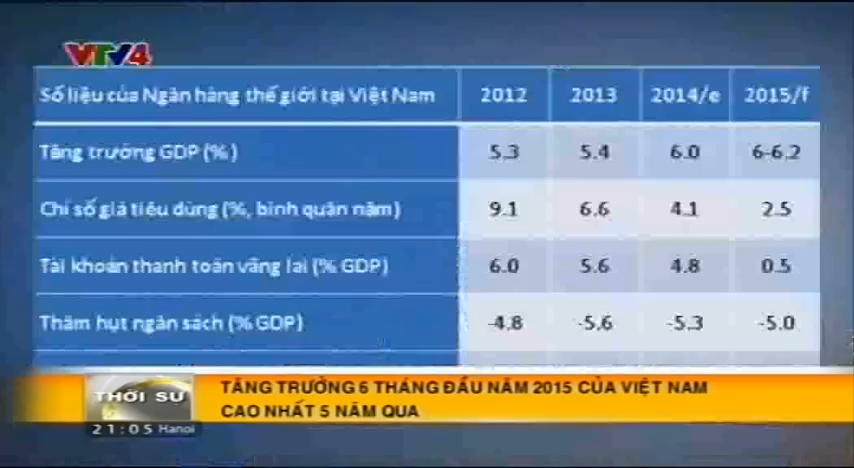 VTV4
Số liệu của Ngân hàng thế giới tại Việt Nam 2012 2013 2014/e 2015/f
Tăng trưởng GDP (%) 5.3 5.4 6.0 6-6.2
Chỉ số giá tiêu dùng (%, bình quân năm) 9.1 6.6 4.1 2.5
Tài khoản thanh toán vãng lai (% GDP) 6.0 5.6 4.8 0.5
Thâm hụt ngân sách (% GDP) -4.8 -5.6 -5.3 -5.0
THỜI SỰ
21:05 Hanoi
TĂNG TRƯỞNG 6 THÁNG ĐẦU NĂM 2015 CỦA VIỆT NAM
CAO NHẤT 5 NĂM QUA